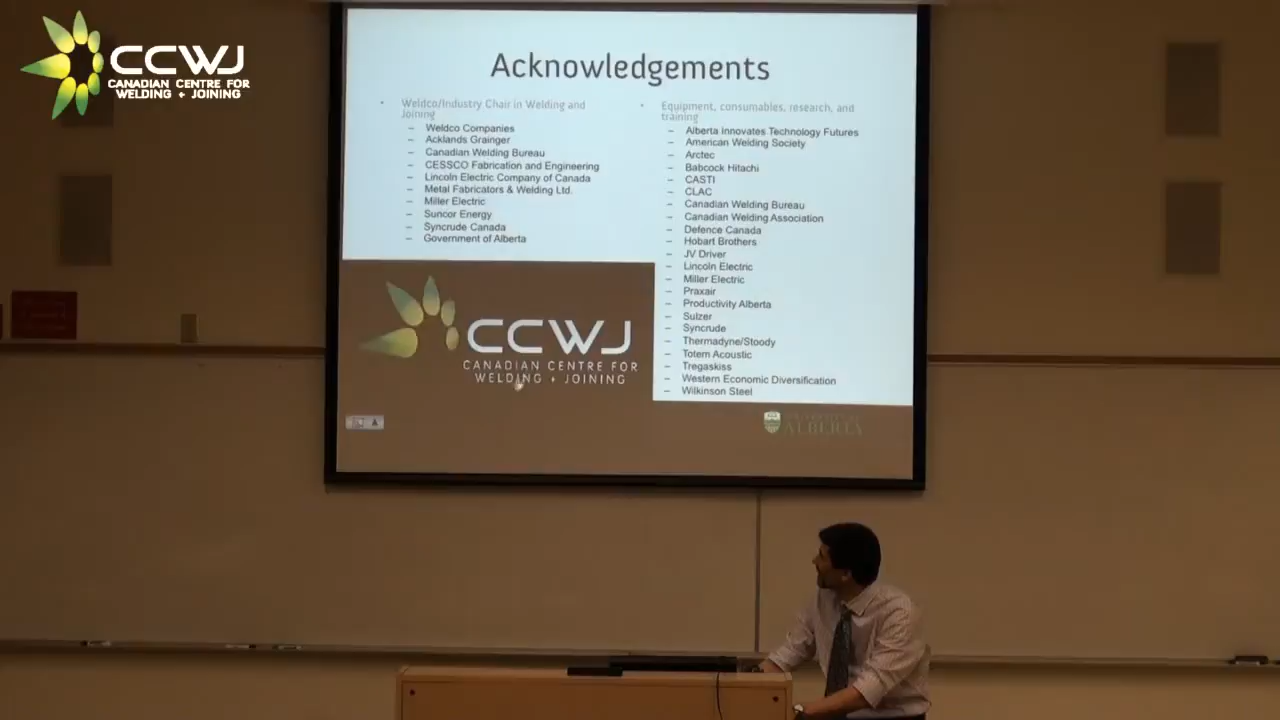 CCWJ
CANADIAN CENTRE FOR
WELDING + JOINING
Acknowledgements
• Weldco/Industry Chair in Welding and
Joining
– Weldco Companies
– Acklands Grainger
– Canadian Welding Bureau
– CESSCO Fabrication and Engineering
– Lincoln Electric Company of Canada
– Metal Fabricators & Welding Ltd.
– Miller Electric
– Suncor Energy
– Syncrude Canada
– Government of Alberta
• Equipment, consumables, research, and
training
– Alberta Innovates Technology Futures
– American Welding Society
– Arctec
– Babcock Hitachi
– CASTI
– CLAC
– Canadian Welding Bureau
– Canadian Welding Association
– Defence Canada
– Hobart Brothers
– JV Driver
– Lincoln Electric
– Miller Electric
– Praxair
– Productivity Alberta
– Sulzer
– Syncrude
– Thermadyne/Stoody
– Totem Acoustic
– Tregaskiss
– Western Economic Diversification
– Wilkinson Steel
CCWJ
CANADIAN CENTRE FOR
WELDING + JOINING
UNIVERSITY OF
ALBERTA